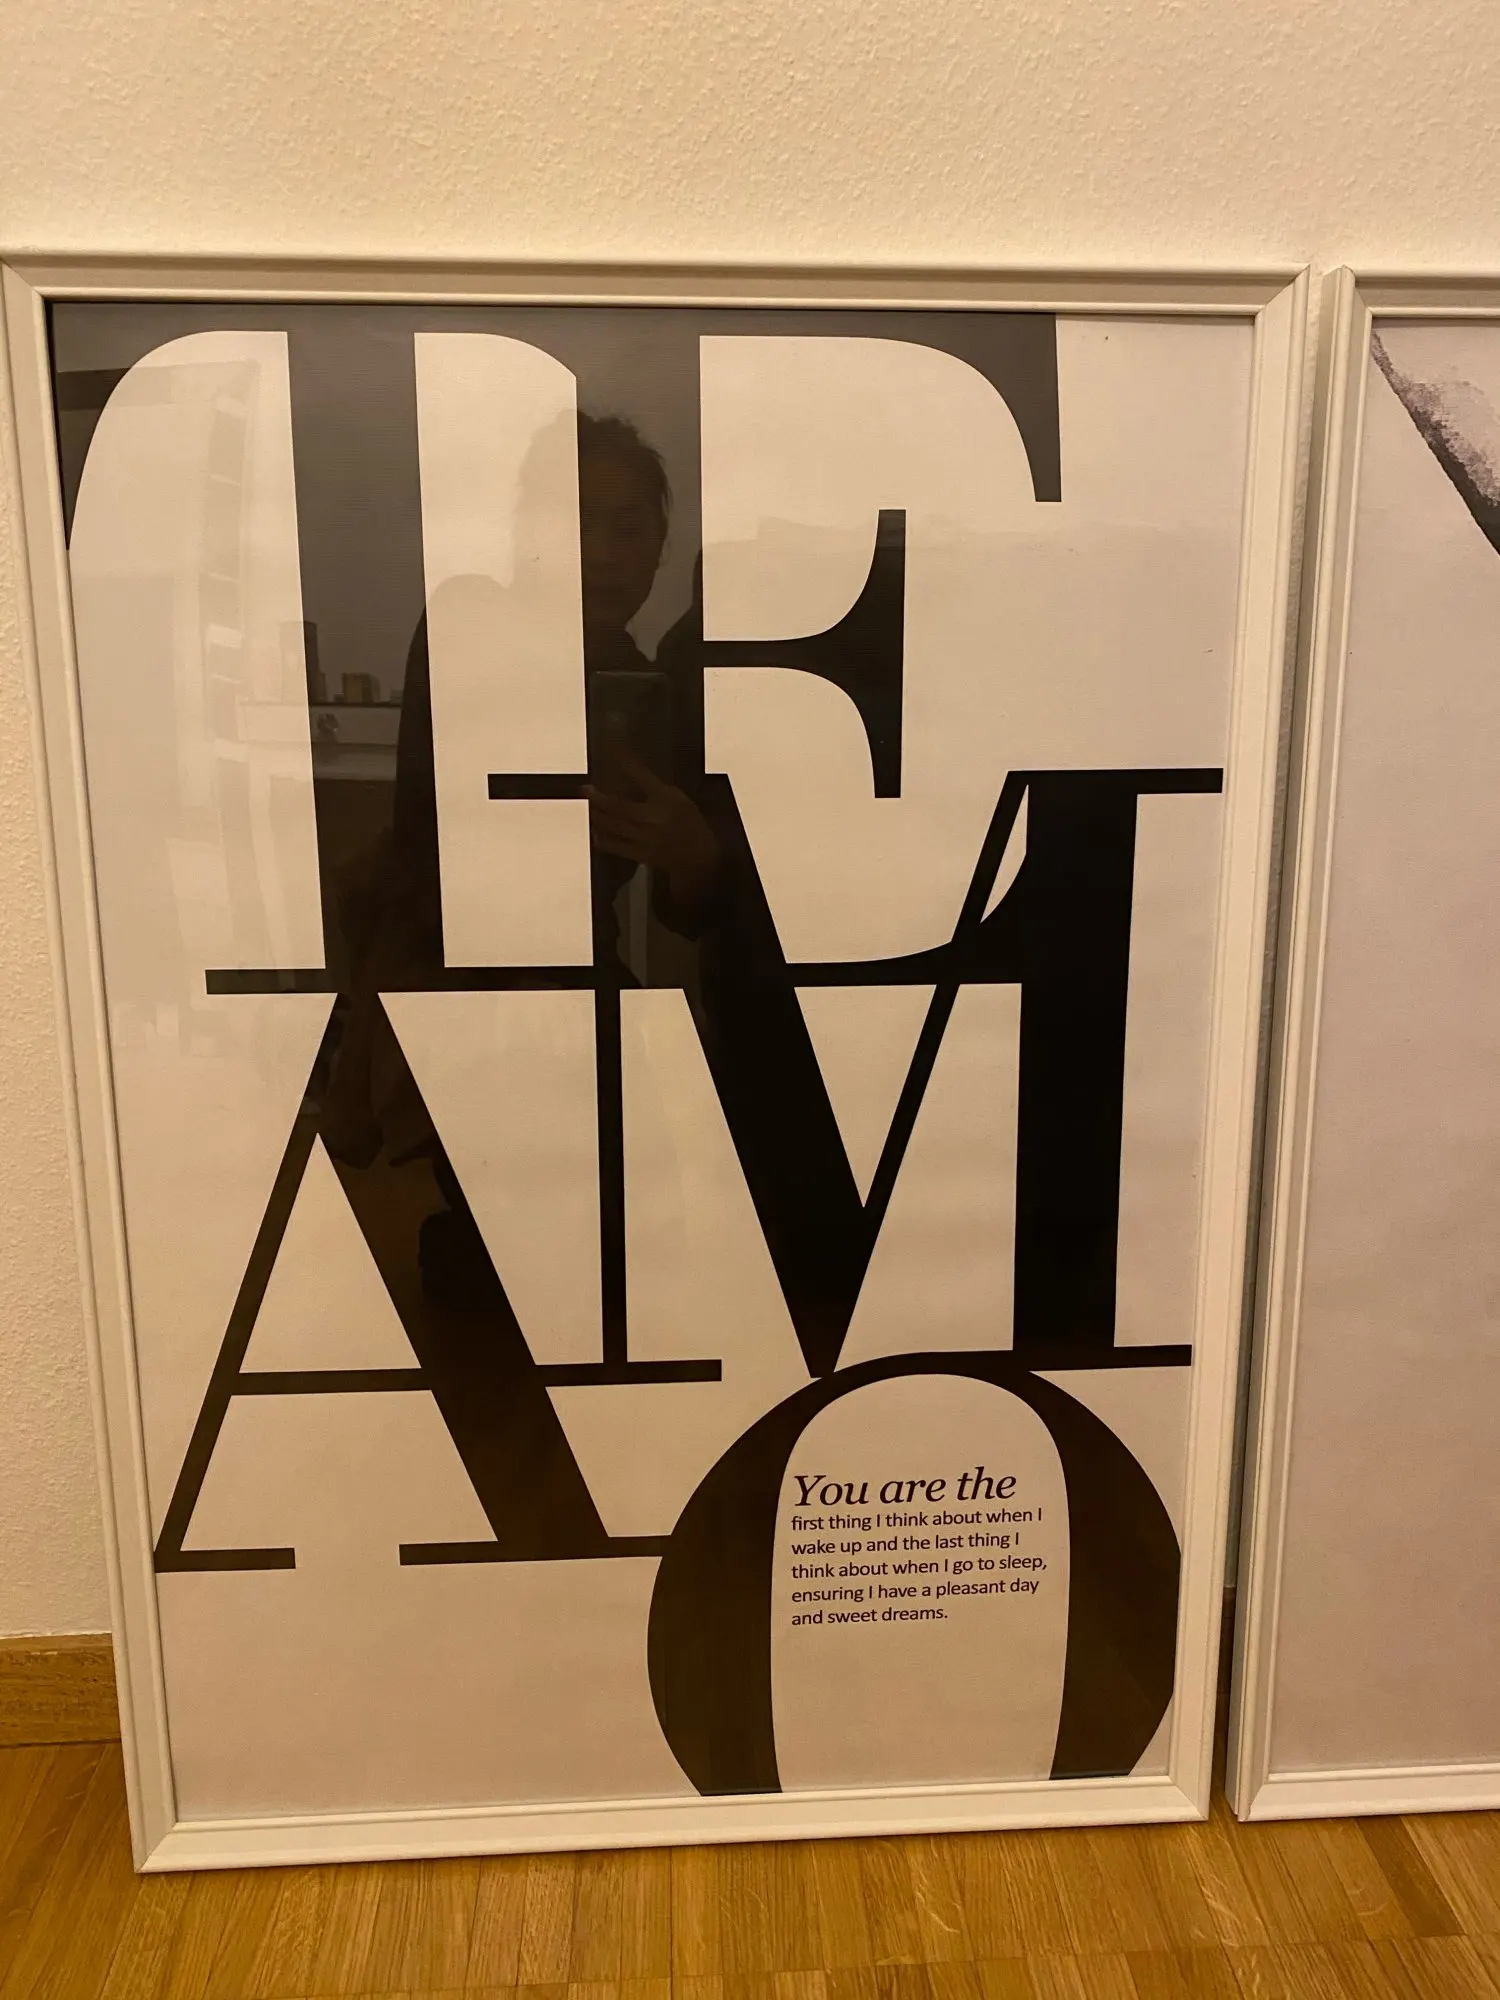 TE
AMO
You are the
first thing I think about when I
wake up and the last thing I
think about when I go to sleep,
ensuring I have a pleasant day
and sweet dreams.